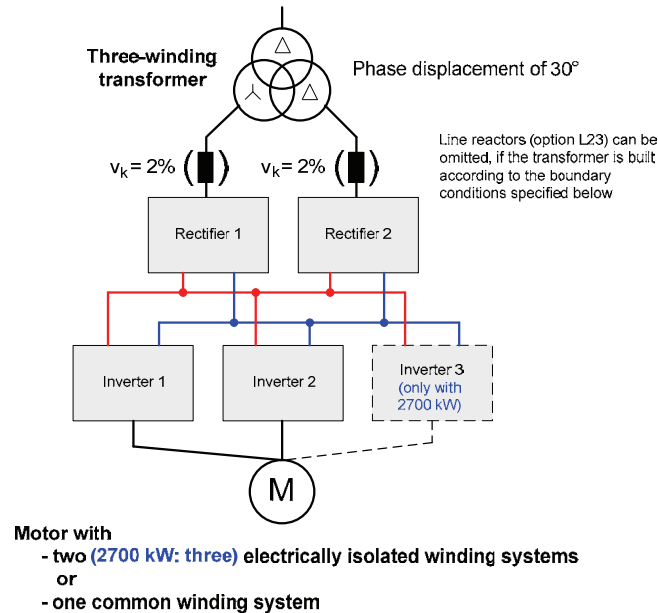 Three-winding
transformer
Phase displacement of 30°
Line reactors (option L23) can be
omitted, if the transformer is built
according to the boundary
conditions specified below
vk= 2%
vk= 2%
Rectifier 1
Rectifier 2
Inverter 1
Inverter 2
Inverter 3
(only with
2700 kW)
M
Motor with
- two (2700 kW: three) electrically isolated winding systems
or
- one common winding system